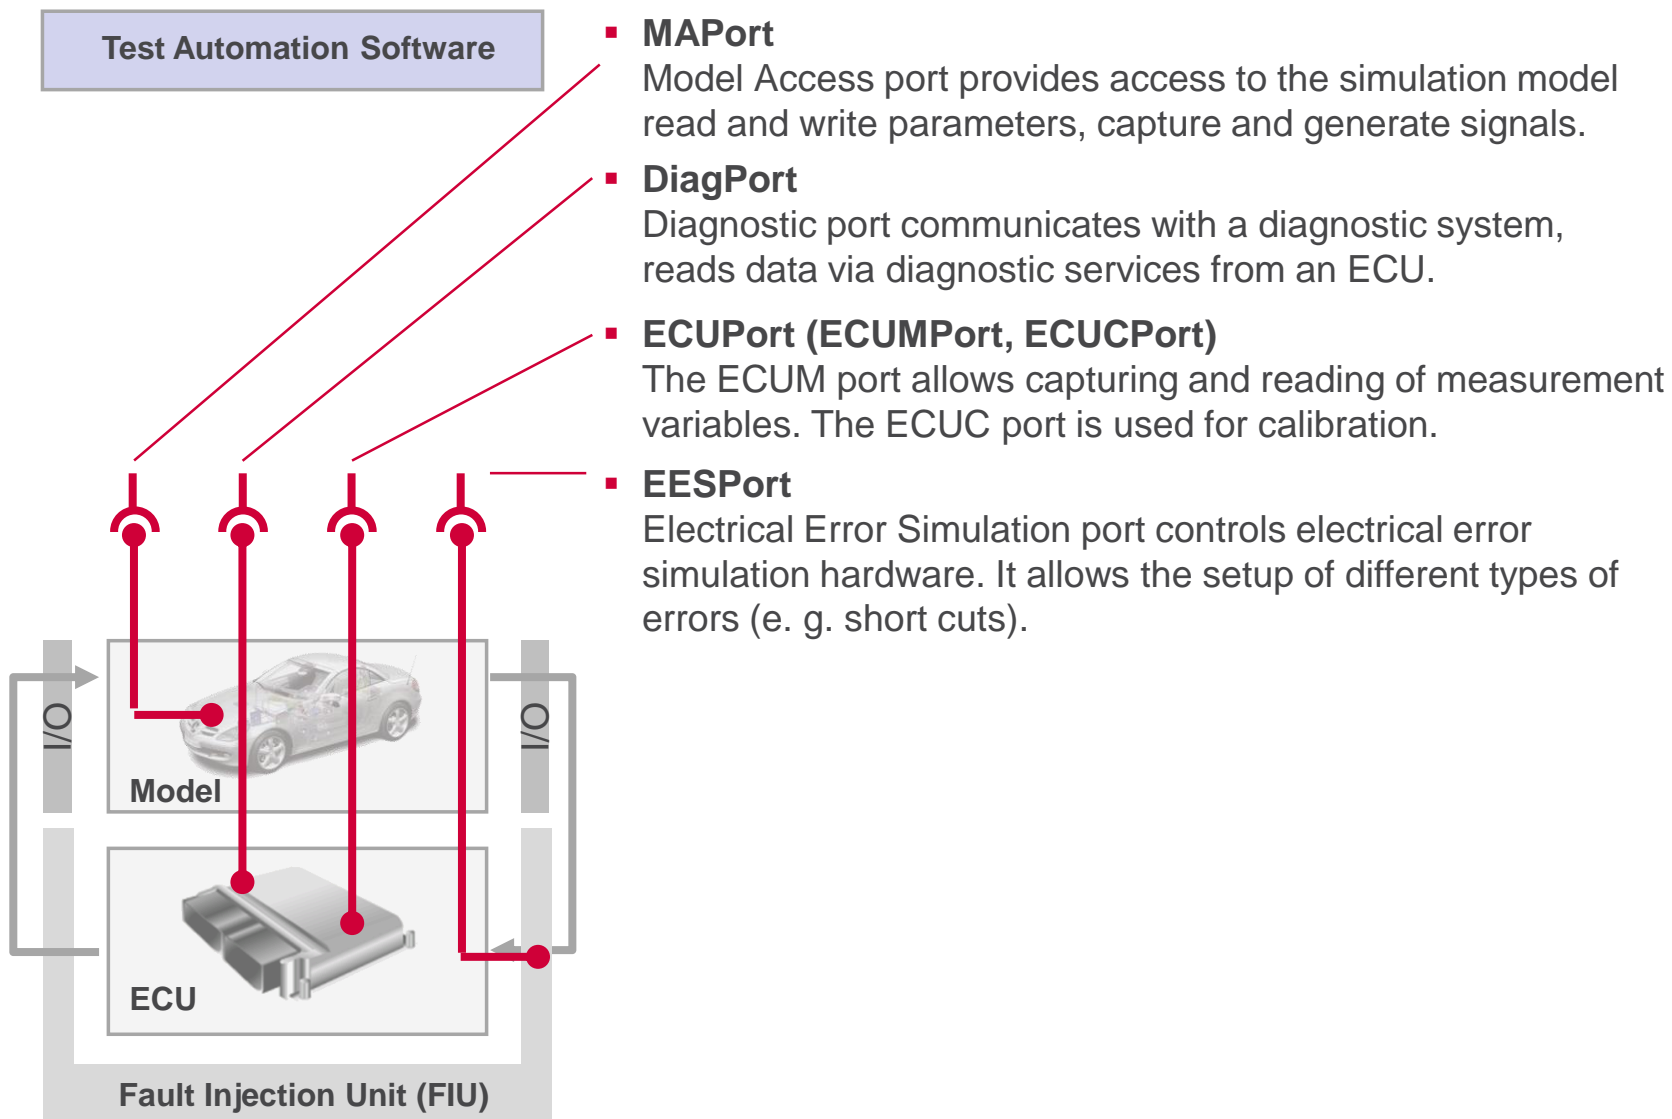 Test Automation Software
MAPort
Model Access port provides access to the simulation model
read and write parameters, capture and generate signals.
DiagPort
Diagnostic port communicates with a diagnostic system,
reads data via diagnostic services from an ECU.
ECUPort (ECUMPort, ECUCPort)
The ECUM port allows capturing and reading of measurement
variables. The ECUC port is used for calibration.
EESPort
Electrical Error Simulation port controls electrical error
simulation hardware. It allows the setup of different types of
errors (e. g. short cuts).
I/O
I/O
Model
ECU
Fault Injection Unit (FIU)